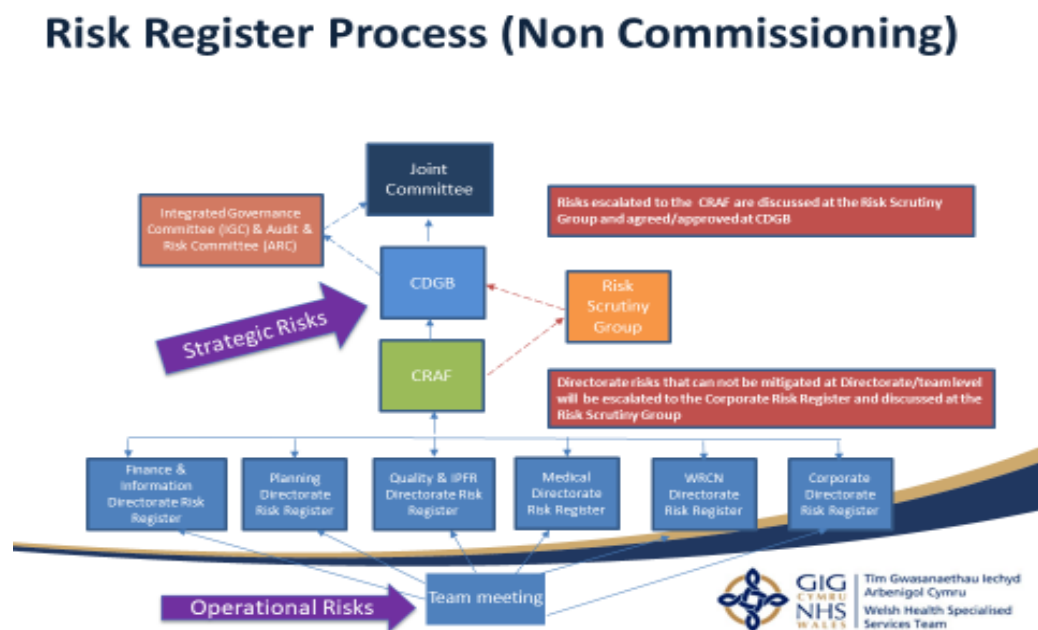 Risk Register Process (Non Commissioning)
Joint
Committee
Integrated Governance
Committee (IGC) & Audit &
Risk Committee (ARC)
Risks escalated to the CRAF are discussed at the Risk Scrutiny
Group and agreed/approved at CDGB
CDGB
Risk
Scrutiny
Group
Strategic Risks
CRAF
Directorate risks that can not be mitigated at Directorate/team level
will be escalated to the Corporate Risk Register and discussed at the
Risk Scrutiny Group
Finance &
Information
Directorate Risk
Register
Planning
Directorate
Risk Register
Quality & IPFR
Directorate Risk
Register
Medical
Directorate
Risk Register
WRCN
Directorate
Risk Register
Corporate
Directorate
Risk Register
Operational Risks
Team meeting
GIG
CYMRU
NHS
WALES
Tîm Gwasanaethau Iechyd
Arbenigol Cymru
Welsh Health Specialised
Services Team